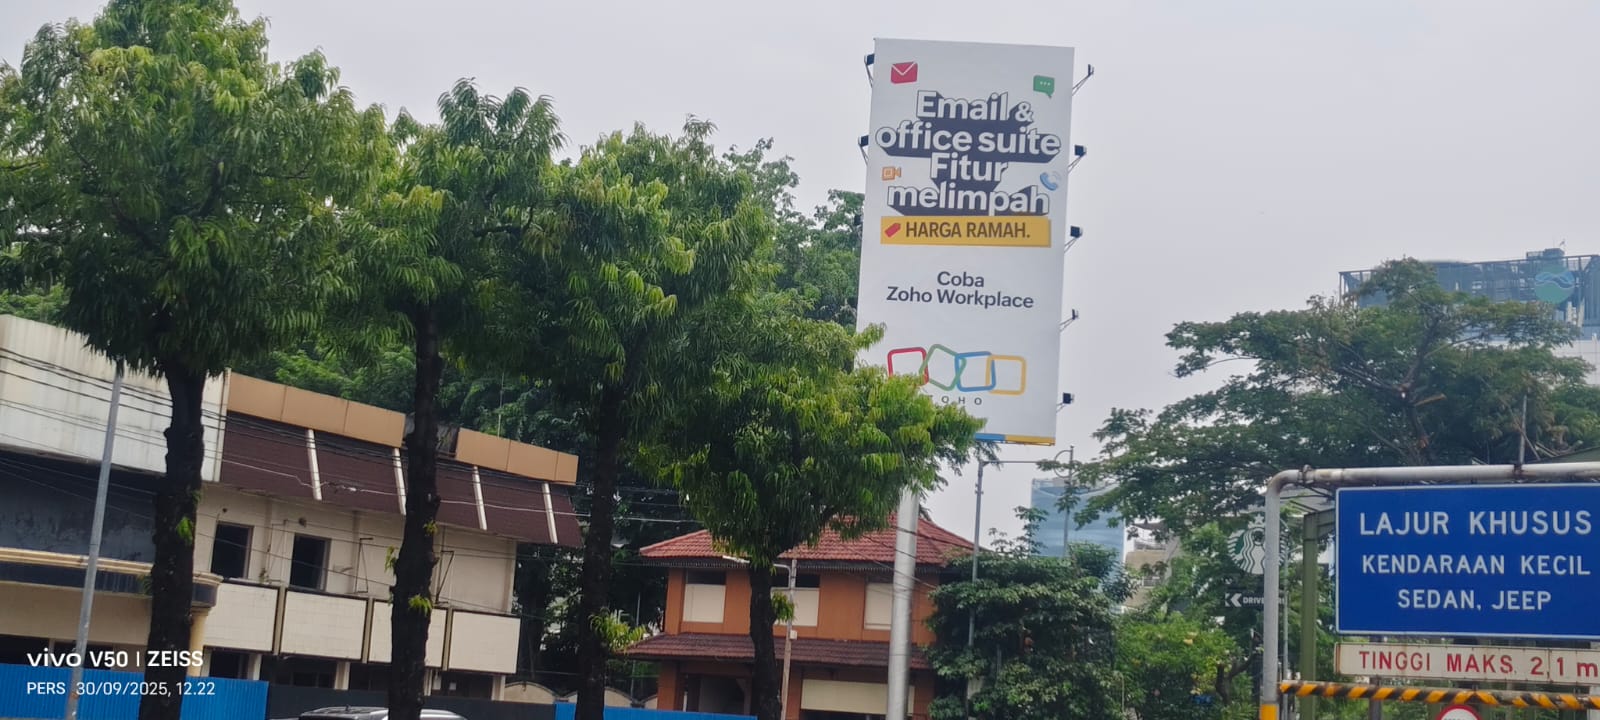 Email &
office suite
Fitur
melimpah
HARGA RAMAH.
Coba
Zoho Workplace
OHO
LAJUR KHUSUS
KENDARAAN KECIL
SEDAN, JEEP
TINGGI MAKS. 2,1 m
vivo V50 | ZEISS
PERS 30/09/2025, 12.22